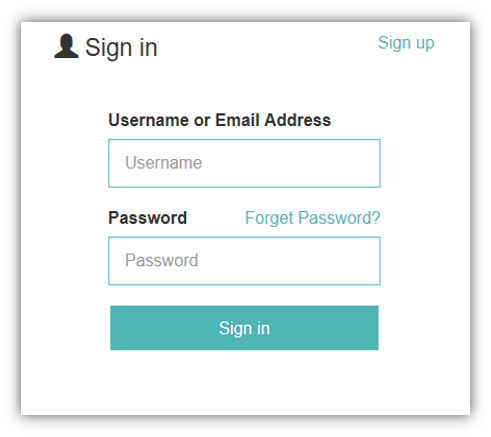 Sign in
Sign up
Username or Email Address
Username
Password
Forget Password?
Password
Sign in